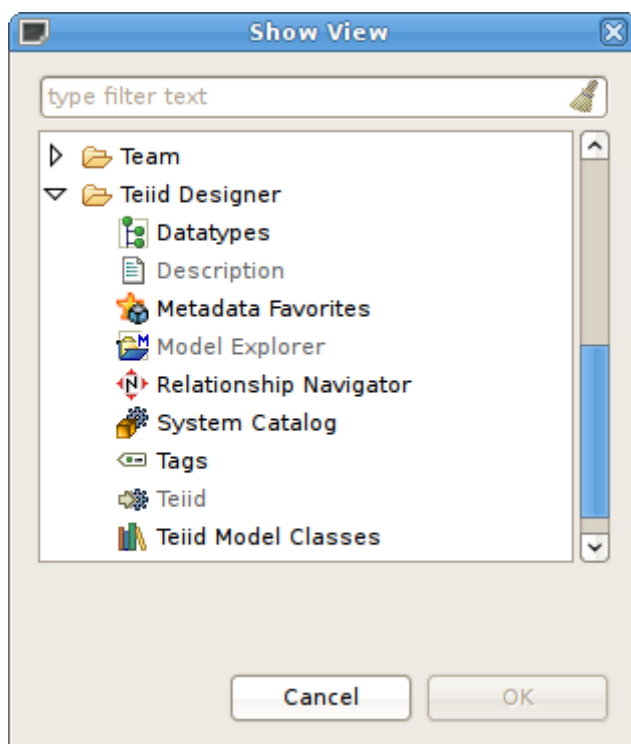 Show View
type filter text
Team
Teiid Designer
Datatypes
Description
Metadata Favorites
Model Explorer
Relationship Navigator
System Catalog
Tags
Teiid
Teiid Model Classes
Cancel OK